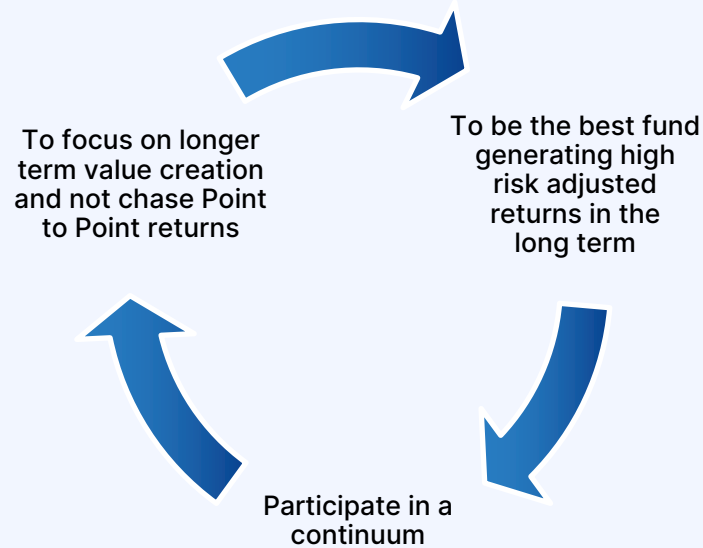 To focus on longer
term value creation
and not chase Point
to Point returns
To be the best fund
generating high
risk adjusted
returns in the
long term
Participate in a
continuum